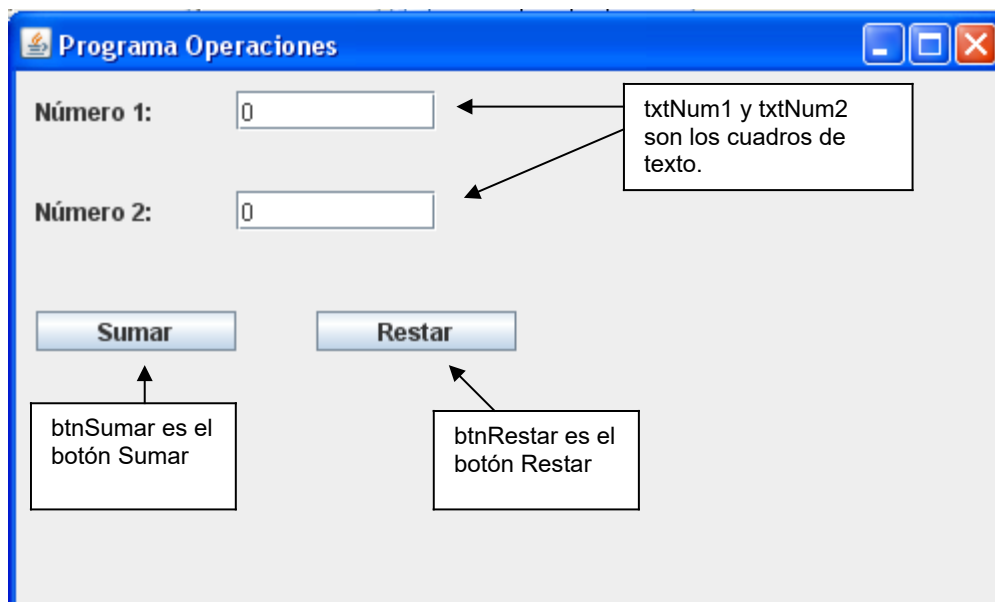 Programa Operaciones
Número 1:
0
txtNum1 y txtNum2
son los cuadros de
texto.
Número 2:
0
Sumar
Restar
btnSumar es el
botón Sumar
btnRestar es el
botón Restar